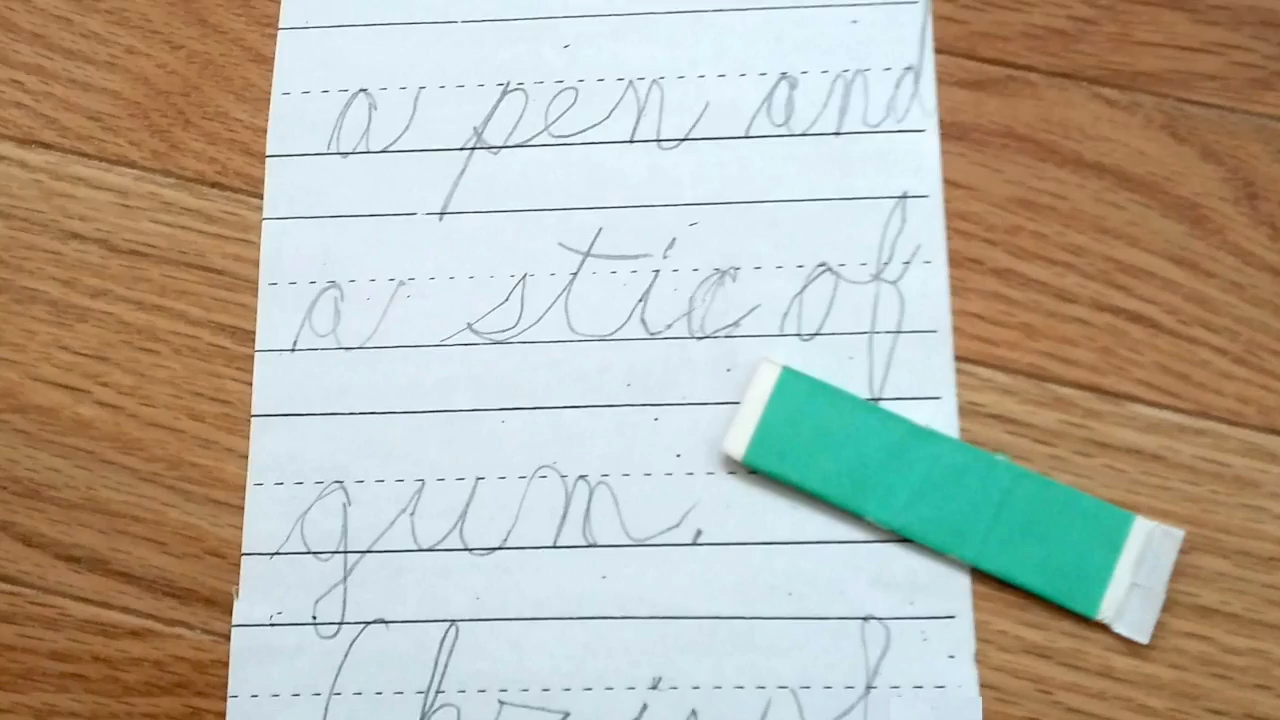 a pen and
a stic of
gum.